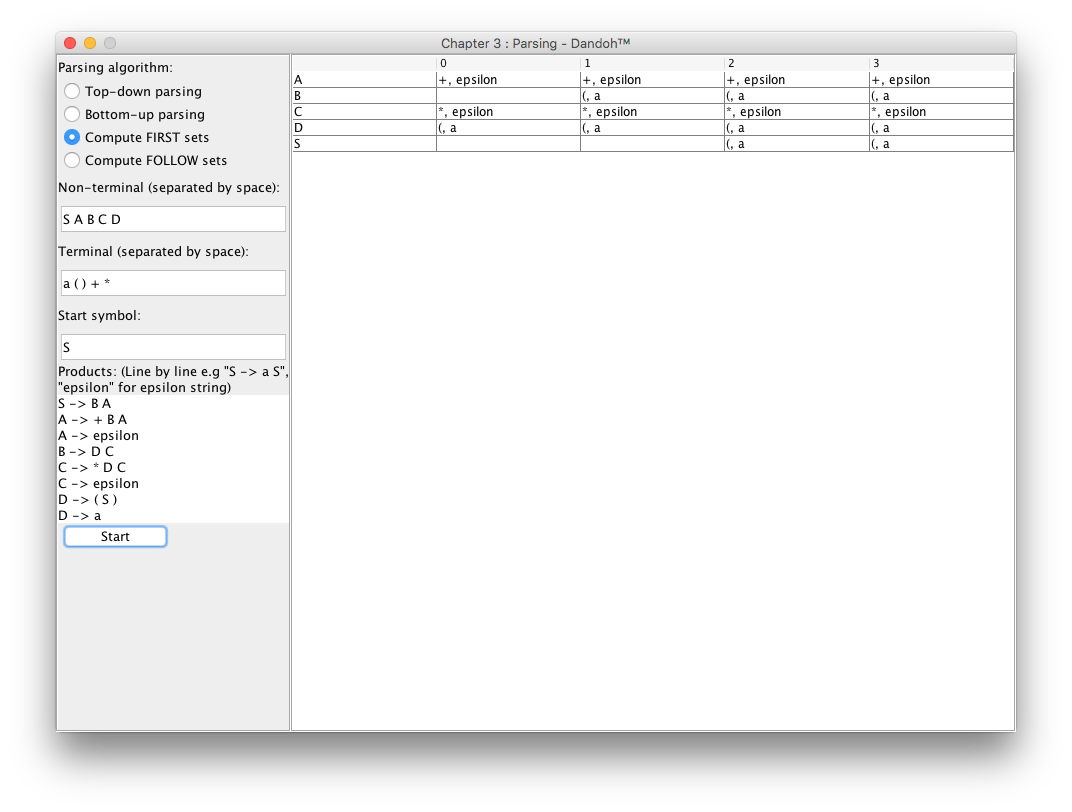 Chapter 3 : Parsing - Dandoh™
Parsing algorithm:
Top-down parsing
Bottom-up parsing
Compute FIRST sets
Compute FOLLOW sets
Non-terminal (separated by space):
S A B C D
Terminal (separated by space):
a ( ) + *
Start symbol:
S
Products: (Line by line e.g "S -> a S",
"epsilon" for epsilon string)
S -> B A
A -> + B A
A -> epsilon
B -> D C
C -> * D C
C -> epsilon
D -> ( S )
D -> a
Start
0 1 2 3
A +, epsilon +, epsilon +, epsilon +, epsilon
B (, a (, a (, a
C *, epsilon *, epsilon *, epsilon *, epsilon
D (, a (, a (, a (, a
S (, a (, a